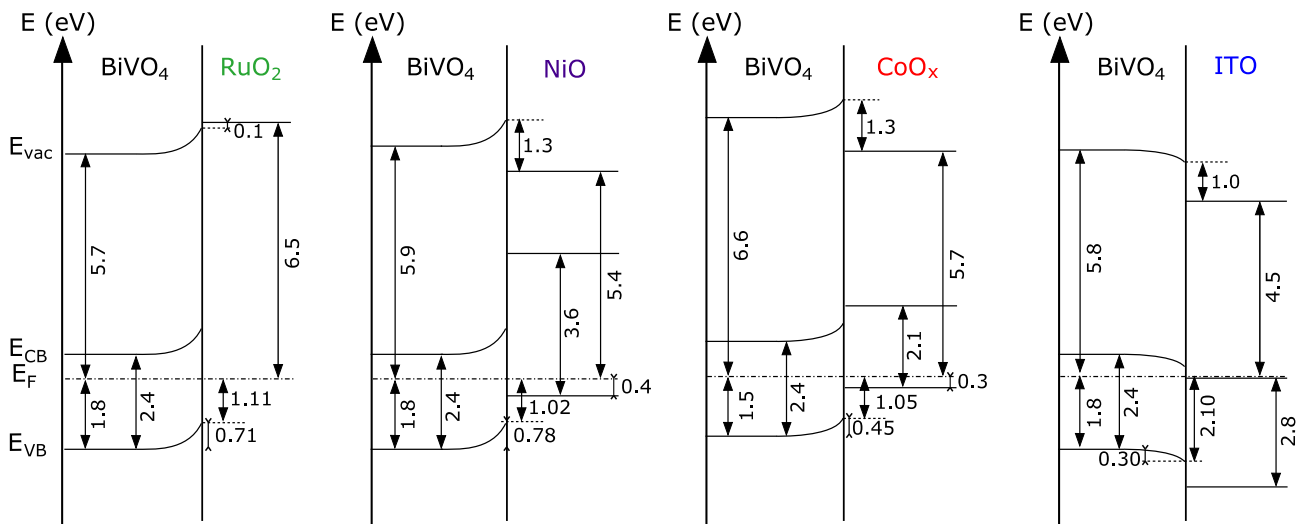 E (eV)
BiVO₄ RuO₂
0.1
E_vac
5.7
6.5
E_CB
E_F
1.8
2.4
1.11
0.71
E_VB
E (eV)
BiVO₄ NiO
1.3
5.9
5.4
3.6
0.4
1.8
2.4
1.02
0.78
E (eV)
BiVO₄ CoOₓ
1.3
6.6
5.7
2.1
0.3
1.5
2.4
1.05
0.45
E (eV)
BiVO₄ ITO
1.0
5.8
4.5
1.8
2.4
2.10
2.8
0.30